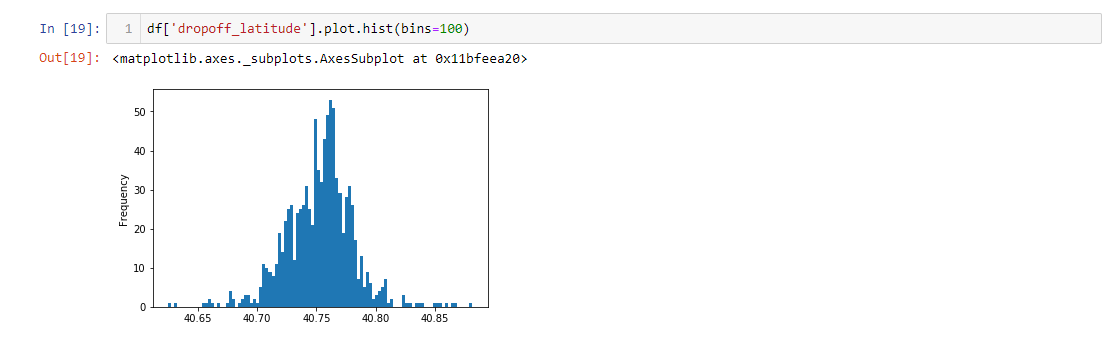 In [19]: 1 df['dropoff_latitude'].plot.hist(bins=100)
Out[19]: <matplotlib.axes._subplots.AxesSubplot at 0x11bfeea20>
50
40
30
Frequency
20
10
0
40.65 40.70 40.75 40.80 40.85